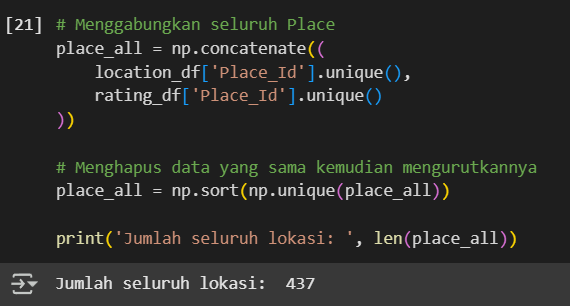 [21] # Menggabungkan seluruh Place
place_all = np.concatenate((
    location_df['Place_Id'].unique(),
    rating_df['Place_Id'].unique()
))
# Menghapus data yang sama kemudian mengurutkannya
place_all = np.sort(np.unique(place_all))
print('Jumlah seluruh lokasi: ', len(place_all))
Jumlah seluruh lokasi:  437